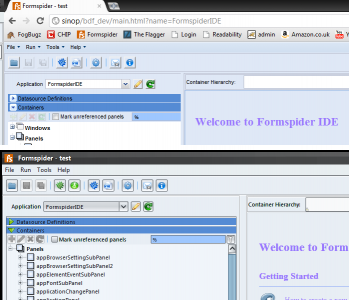 Formspider - test
sinop/bdf_dev/main.html?name=FormspiderIDE
FogBugz CHIP Formspider The Flagger Login Readability admin Amazon.co.uk
File Run Tools Help
Application FormspiderIDE Container Hierarchy:
Datasource Definitions
Containers
Mark unreferenced panels %
Welcome to Formspider IDE
Windows
Panels
Formspider - test
File Run Tools Help
Application FormspiderIDE Container Hierarchy:
Datasource Definitions
Containers
Mark unreferenced panels %
Panels
Welcome to Form
appBrowserSettingSubPanel
appBrowserSettingSubPanel2
appElementEventSubPanel
Getting Started
appFontSubPanel
applicationChangePanel
applicationPanel